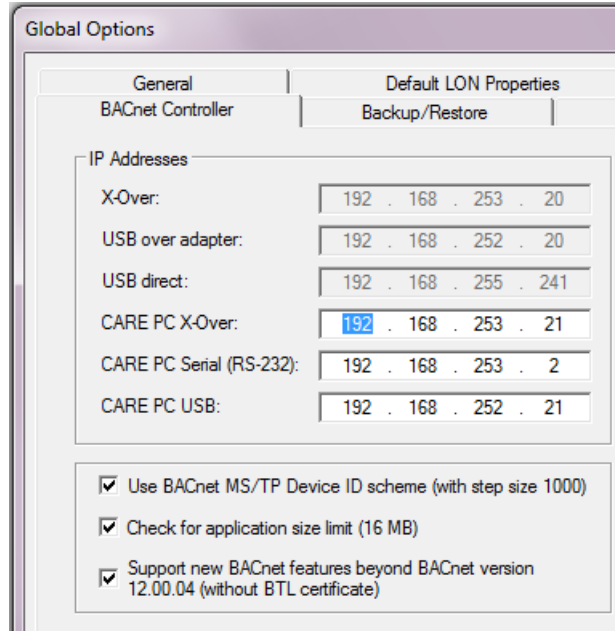 Global Options
General Default LON Properties
BACnet Controller Backup/Restore
IP Addresses
X-Over: 192 . 168 . 253 . 20
USB over adapter: 192 . 168 . 252 . 20
USB direct: 192 . 168 . 255 . 241
CARE PC X-Over: 192 . 168 . 253 . 21
CARE PC Serial (RS-232): 192 . 168 . 253 . 2
CARE PC USB: 192 . 168 . 252 . 21
Use BACnet MS/TP Device ID scheme (with step size 1000)
Check for application size limit (16 MB)
Support new BACnet features beyond BACnet version
12.00.04 (without BTL certificate)